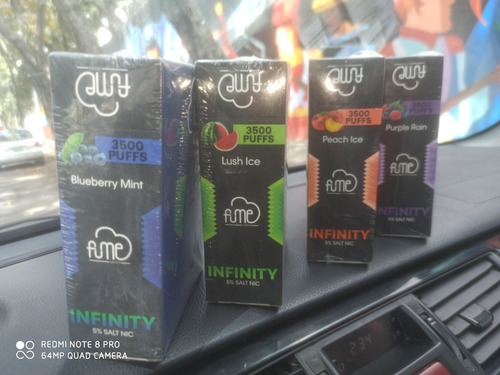 fume
3500
PUFFS
Blueberry Mint
fume
INFINITY
5% SALT NIC
fume
3500
PUFFS
Lush Ice
fume
INFINITY
5% SALT NIC
fume
3500
PUFFS
Peach Ice
fume
INFINITY
5% SALT NIC
fume
3500
PUFFS
Purple Rain
fume
INFINITY
5% SALT NIC
2:34
REDMI NOTE 8 PRO
64MP QUAD CAMERA